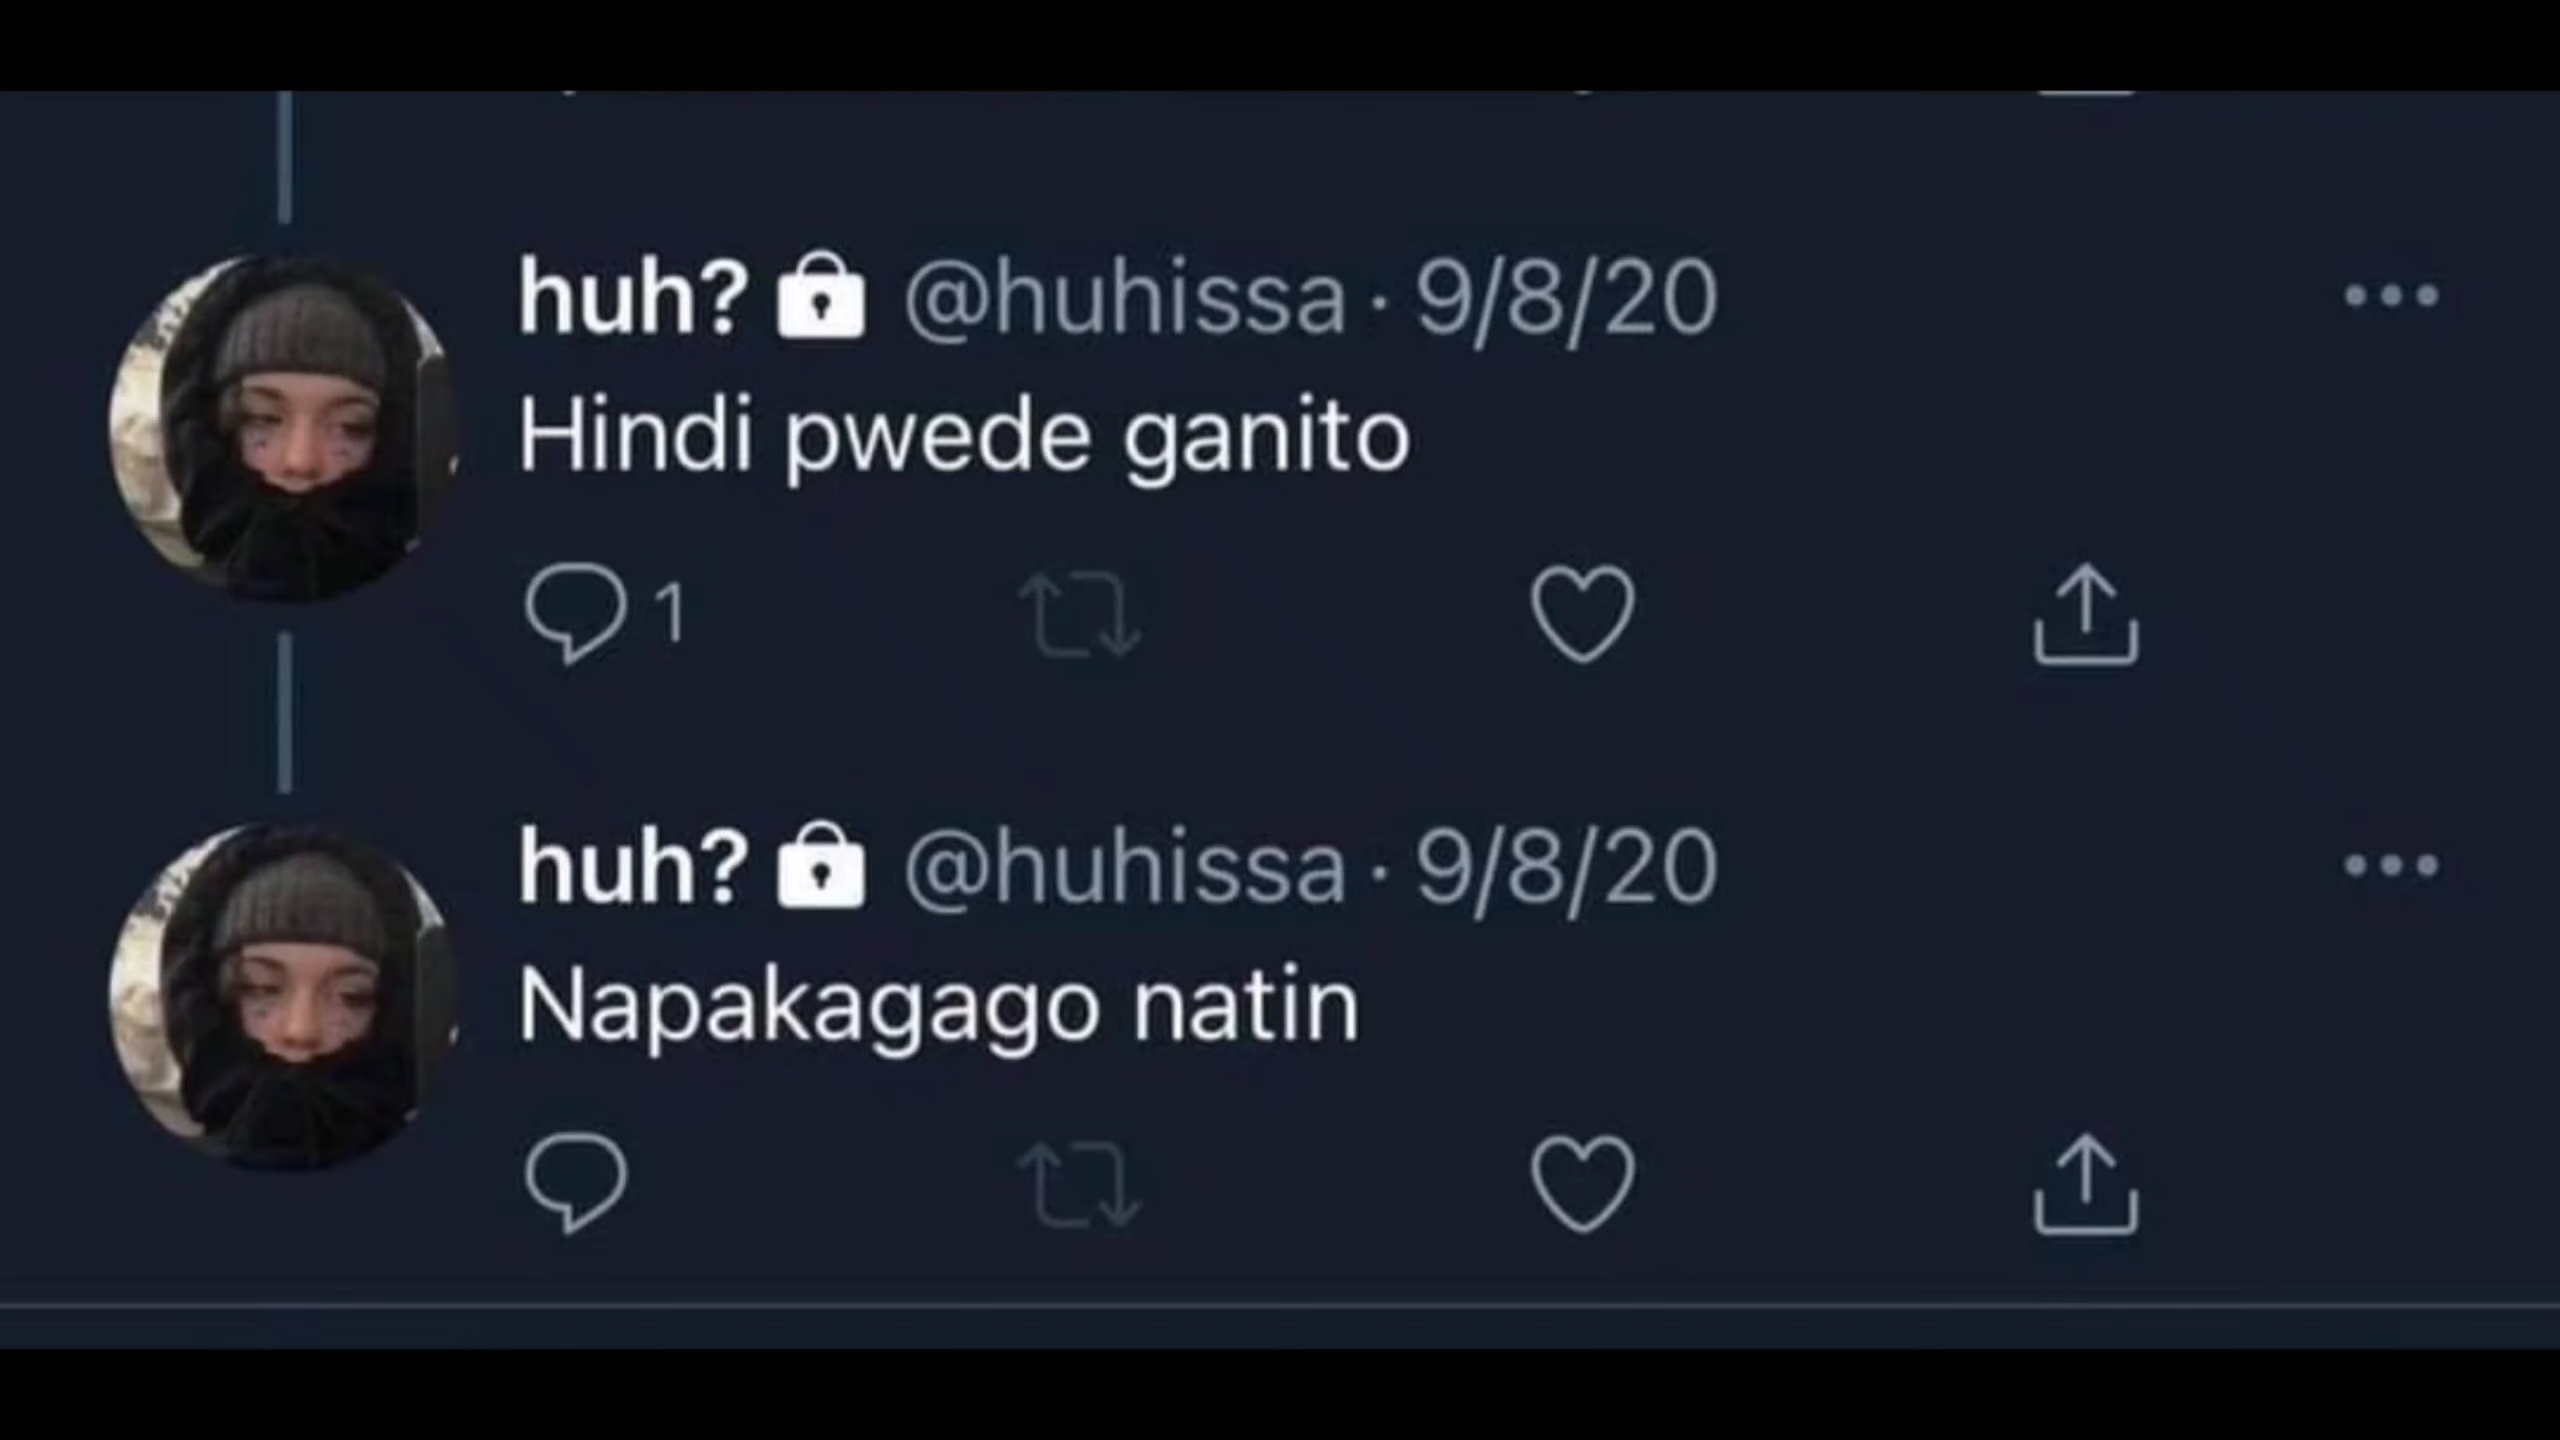 huh? @huhissa · 9/8/20
Hindi pwede ganito
1
huh? @huhissa · 9/8/20
Napakagago natin